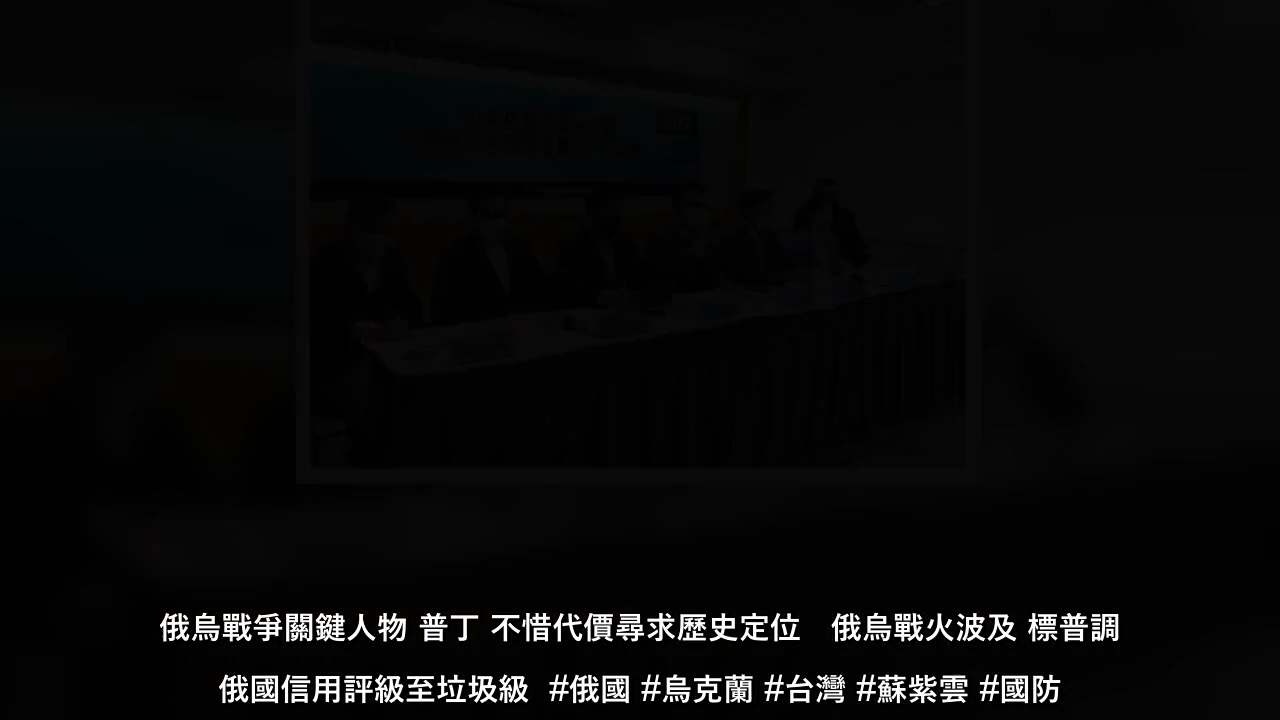 俄烏戰爭關鍵人物 普丁 不惜代價尋求歷史定位　俄烏戰火波及 標普調
俄國信用評級至垃圾級 #俄國 #烏克蘭 #台灣 #蘇紫雲 #國防